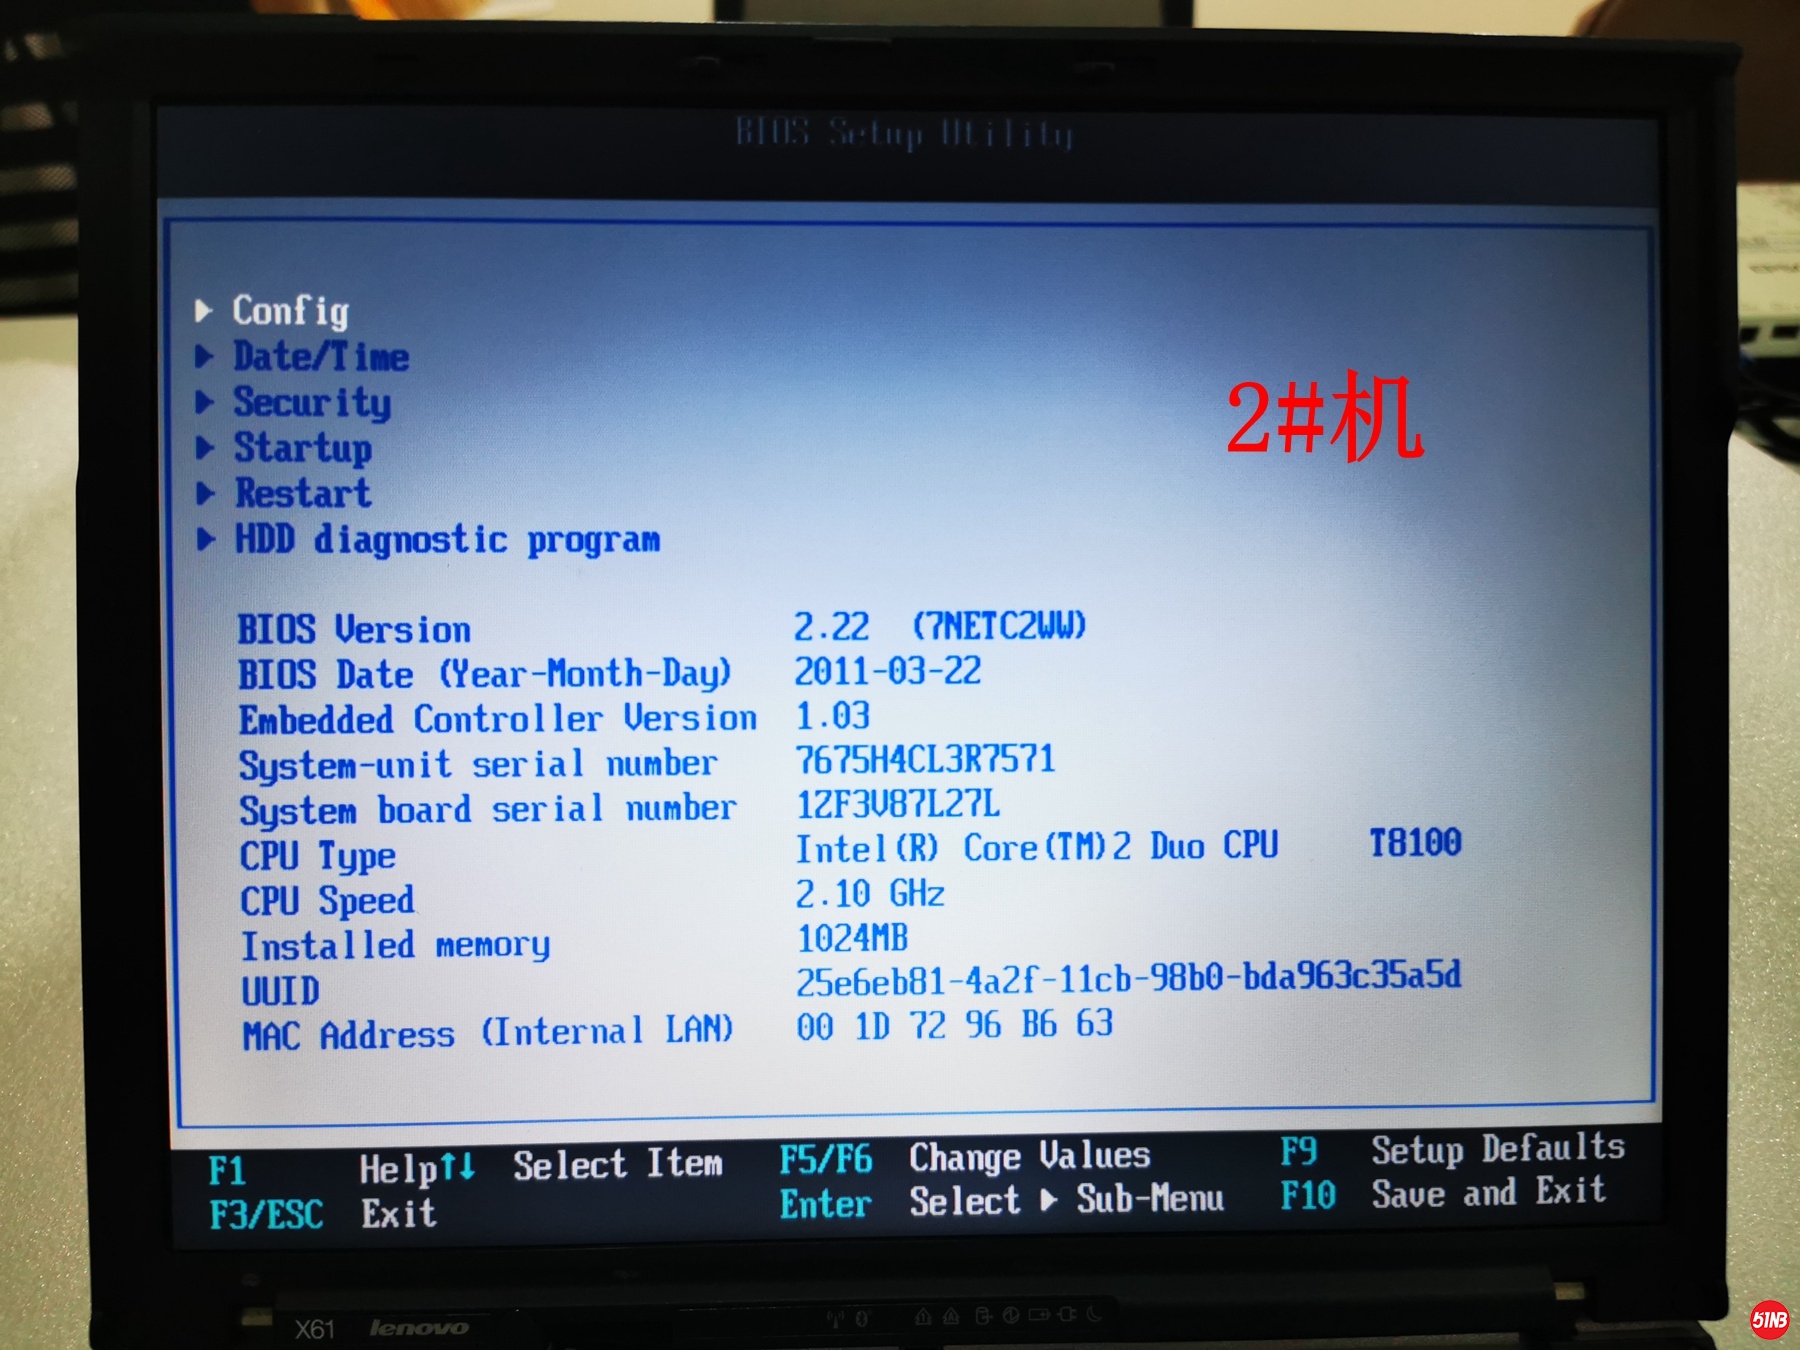 BIOS Setup Utility
Config
Date/Time
Security
Startup
Restart
HDD diagnostic program
2#机
BIOS Version 2.22 (7NETC2WW)
BIOS Date (Year-Month-Day) 2011-03-22
Embedded Controller Version 1.03
System-unit serial number 7675H4CL3R7571
System board serial number 1ZF3V87L27L
CPU Type Intel(R) Core(TM)2 Duo CPU T8100
CPU Speed 2.10 GHz
Installed memory 1024MB
UUID 25e6eb81-4a2f-11cb-98b0-bda963c35a5d
MAC Address (Internal LAN) 00 1D 72 96 B6 63
F1 Help ↑↓ Select Item F5/F6 Change Values F9 Setup Defaults
F3/ESC Exit Enter Select ▶ Sub-Menu F10 Save and Exit
X61 lenovo
51NB